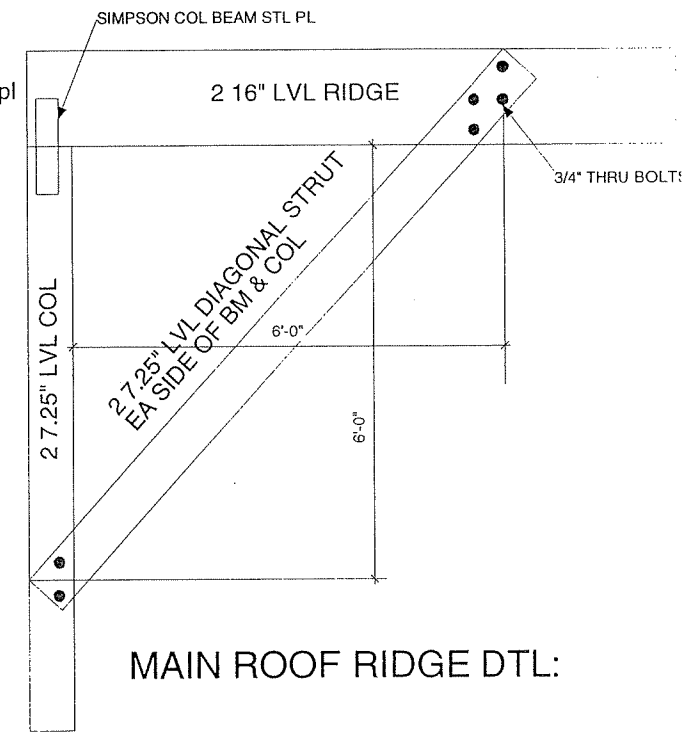 SIMPSON COL BEAM STL PL
pl
2 16" LVL RIDGE
3/4" THRU BOLTS
2 7.25" LVL DIAGONAL STRUT
EA SIDE OF BM & COL
6'-0"
6'-0"
2 7.25" LVL COL
MAIN ROOF RIDGE DTL: